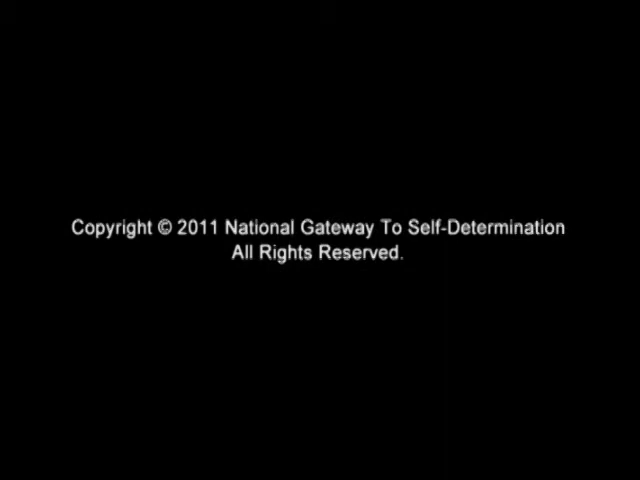 Copyright © 2011 National Gateway To Self-Determination
All Rights Reserved.